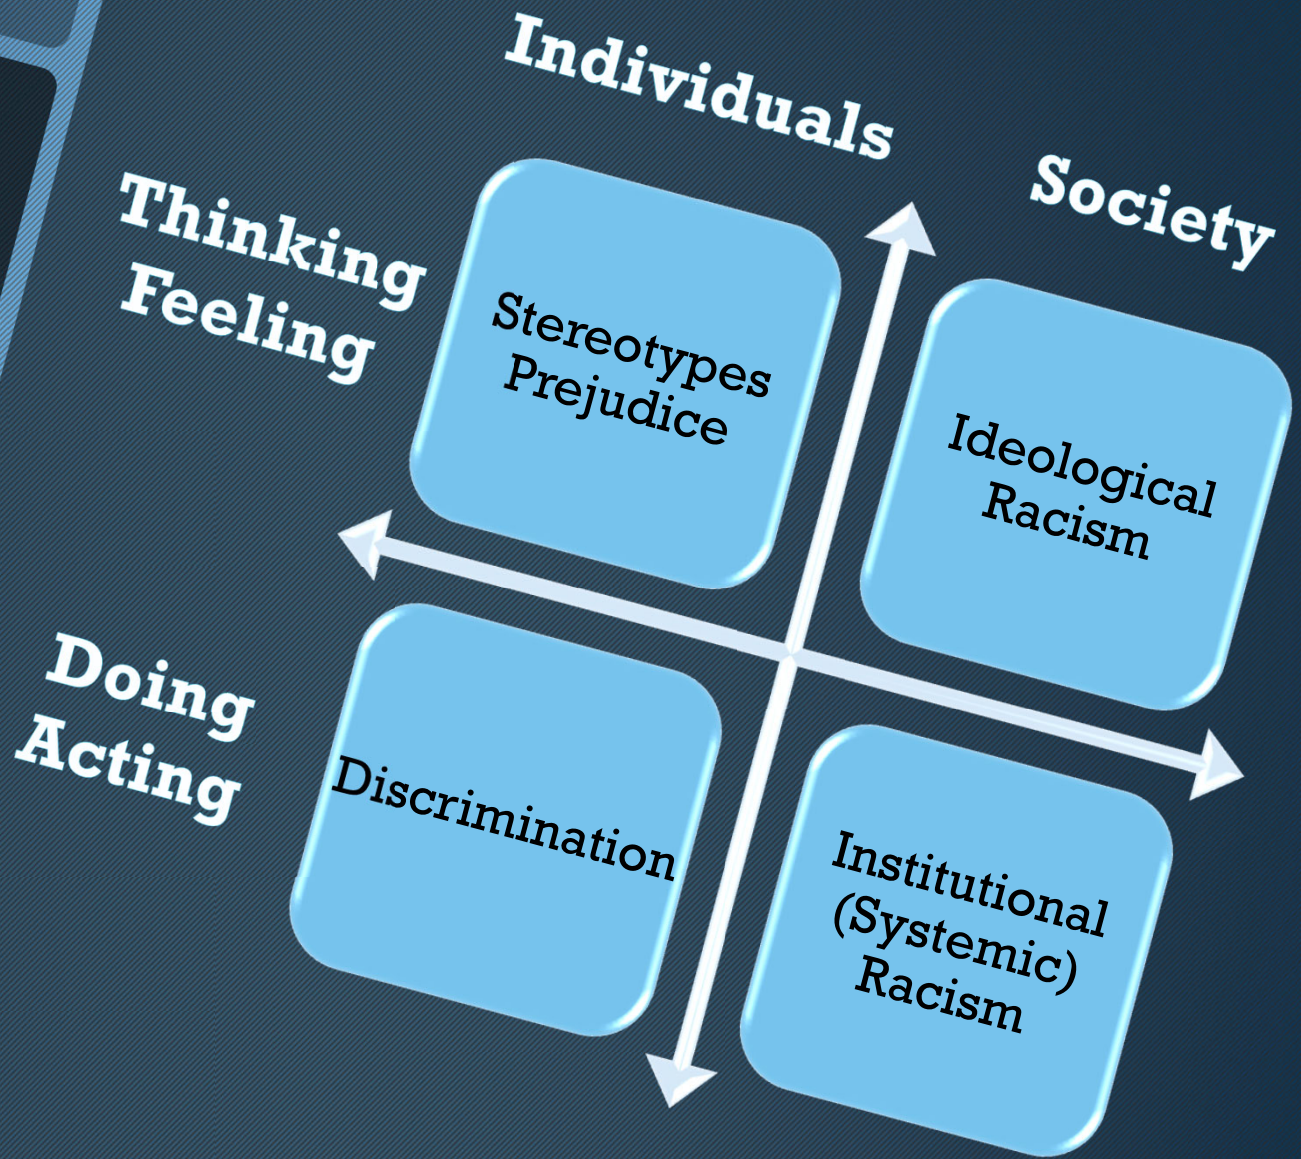 Individuals
Society
Thinking
Feeling
Stereotypes
Prejudice
Ideological
Racism
Doing
Acting
Discrimination
Institutional
(Systemic)
Racism